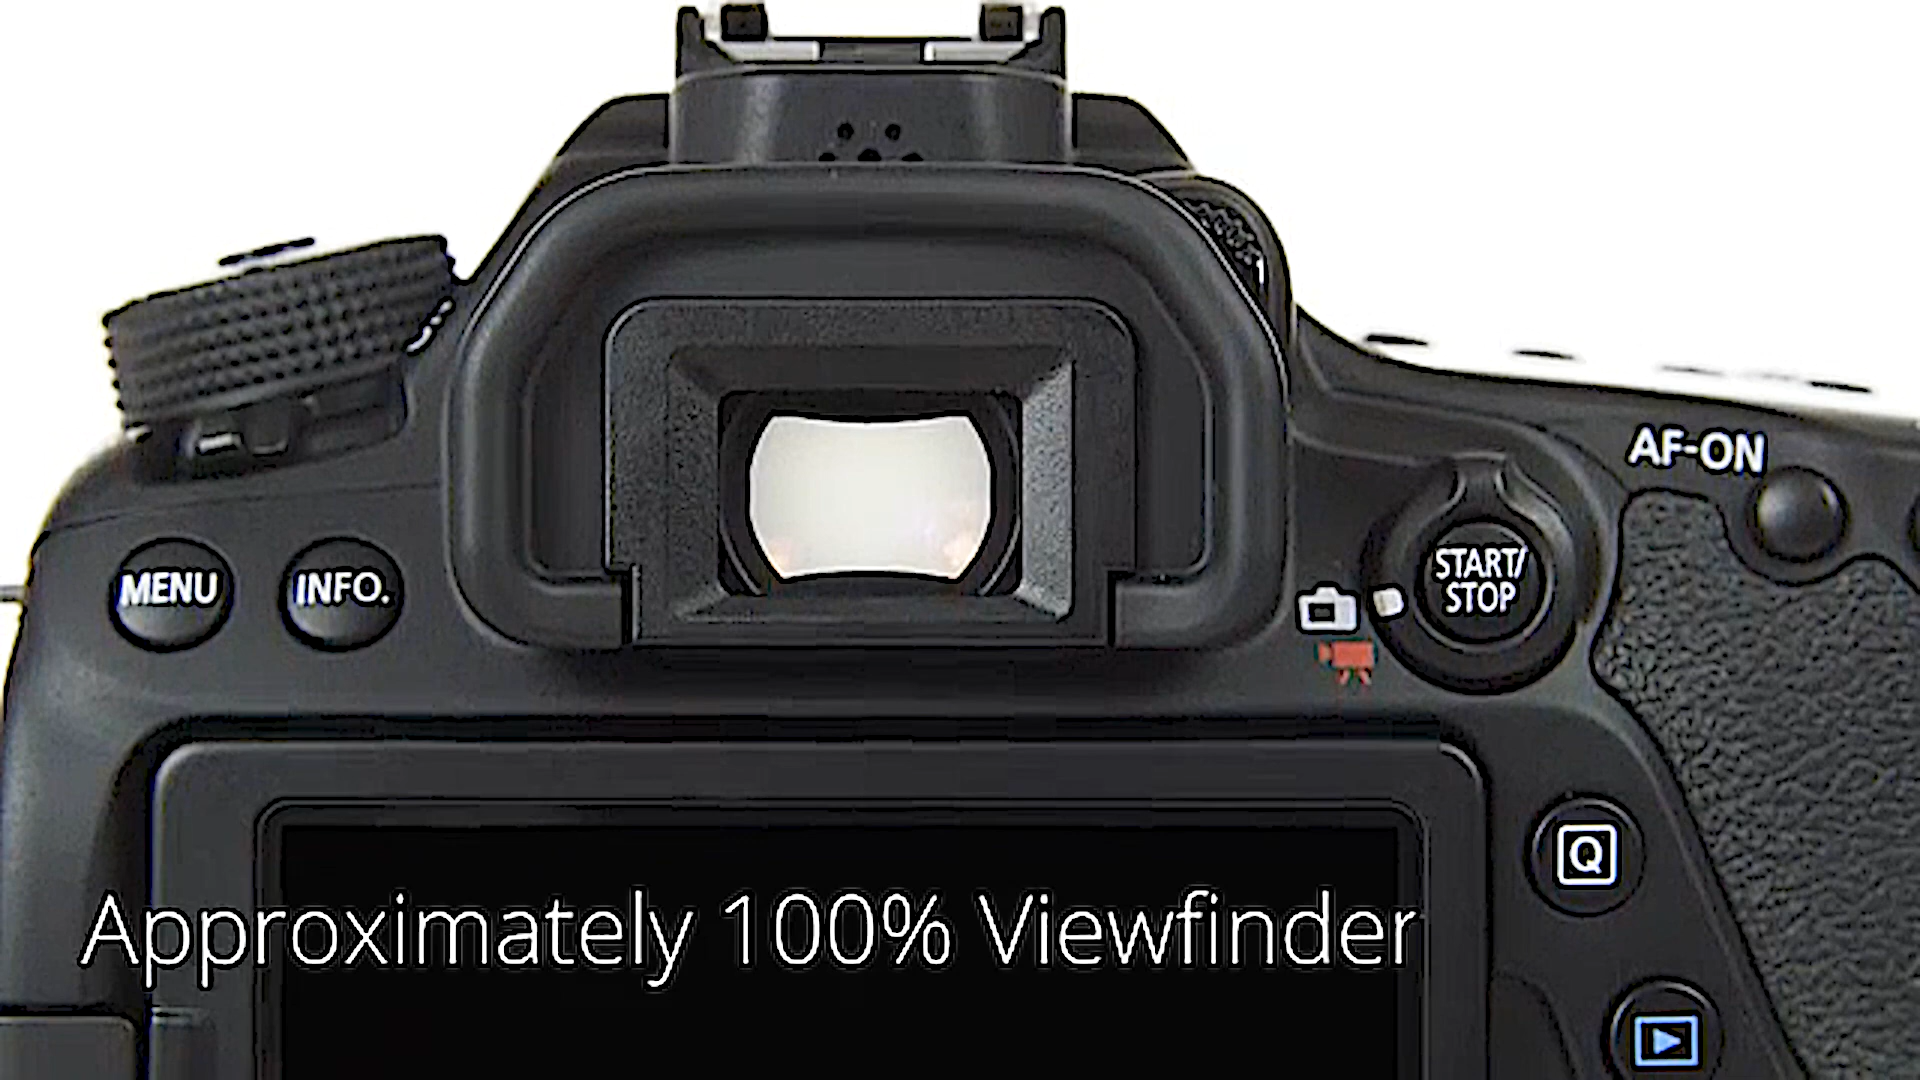 AF-ON
START/
STOP
MENU
INFO.
Q
Approximately 100% Viewfinder